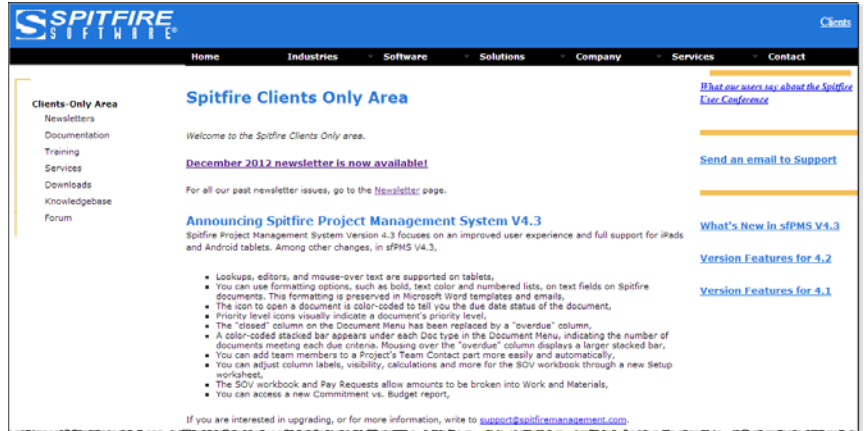 SPITFIRE
SOFTWARE®
Clients
Home Industries Software Solutions Company Services Contact
Clients-Only Area
Newsletters
Documentation
Training
Services
Downloads
Knowledgebase
Forum
Spitfire Clients Only Area
Welcome to the Spitfire Clients Only area.
December 2012 newsletter is now available!
For all our past newsletter issues, go to the Newsletter page.
Announcing Spitfire Project Management System V4.3
Spitfire Project Management System Version 4.3 focuses on an improved user experience and full support for iPads
and Android tablets. Among other changes, in sfPMS V4.3,
Lookups, editors, and mouse-over text are supported on tablets,
You can use formatting options, such as bold, text color and numbered lists, on text fields on Spitfire
documents. This formatting is preserved in Microsoft Word templates and emails,
The icon to open a document is color-coded to tell you the due date status of the document,
Priority level icons visually indicate a document's priority level,
The "closed" column on the Document Menu has been replaced by a "overdue" column,
A color-coded stacked bar appears under each Doc type in the Document Menu, indicating the number of
documents meeting each due criteria. Mousing over the "overdue" column displays a larger stacked bar,
You can add team members to a Project's Team Contact part more easily and automatically,
You can adjust column labels, visibility, calculations and more for the SOV workbook through a new Setup
worksheet,
The SOV workbook and Pay Requests allow amounts to be broken into Work and Materials,
You can access a new Commitment vs. Budget report,
If you are interested in upgrading, or for more information, write to support@spitfiremanagement.com.
What our users say about the Spitfire
User Conference
Send an email to Support
What's New in sfPMS V4.3
Version Features for 4.2
Version Features for 4.1